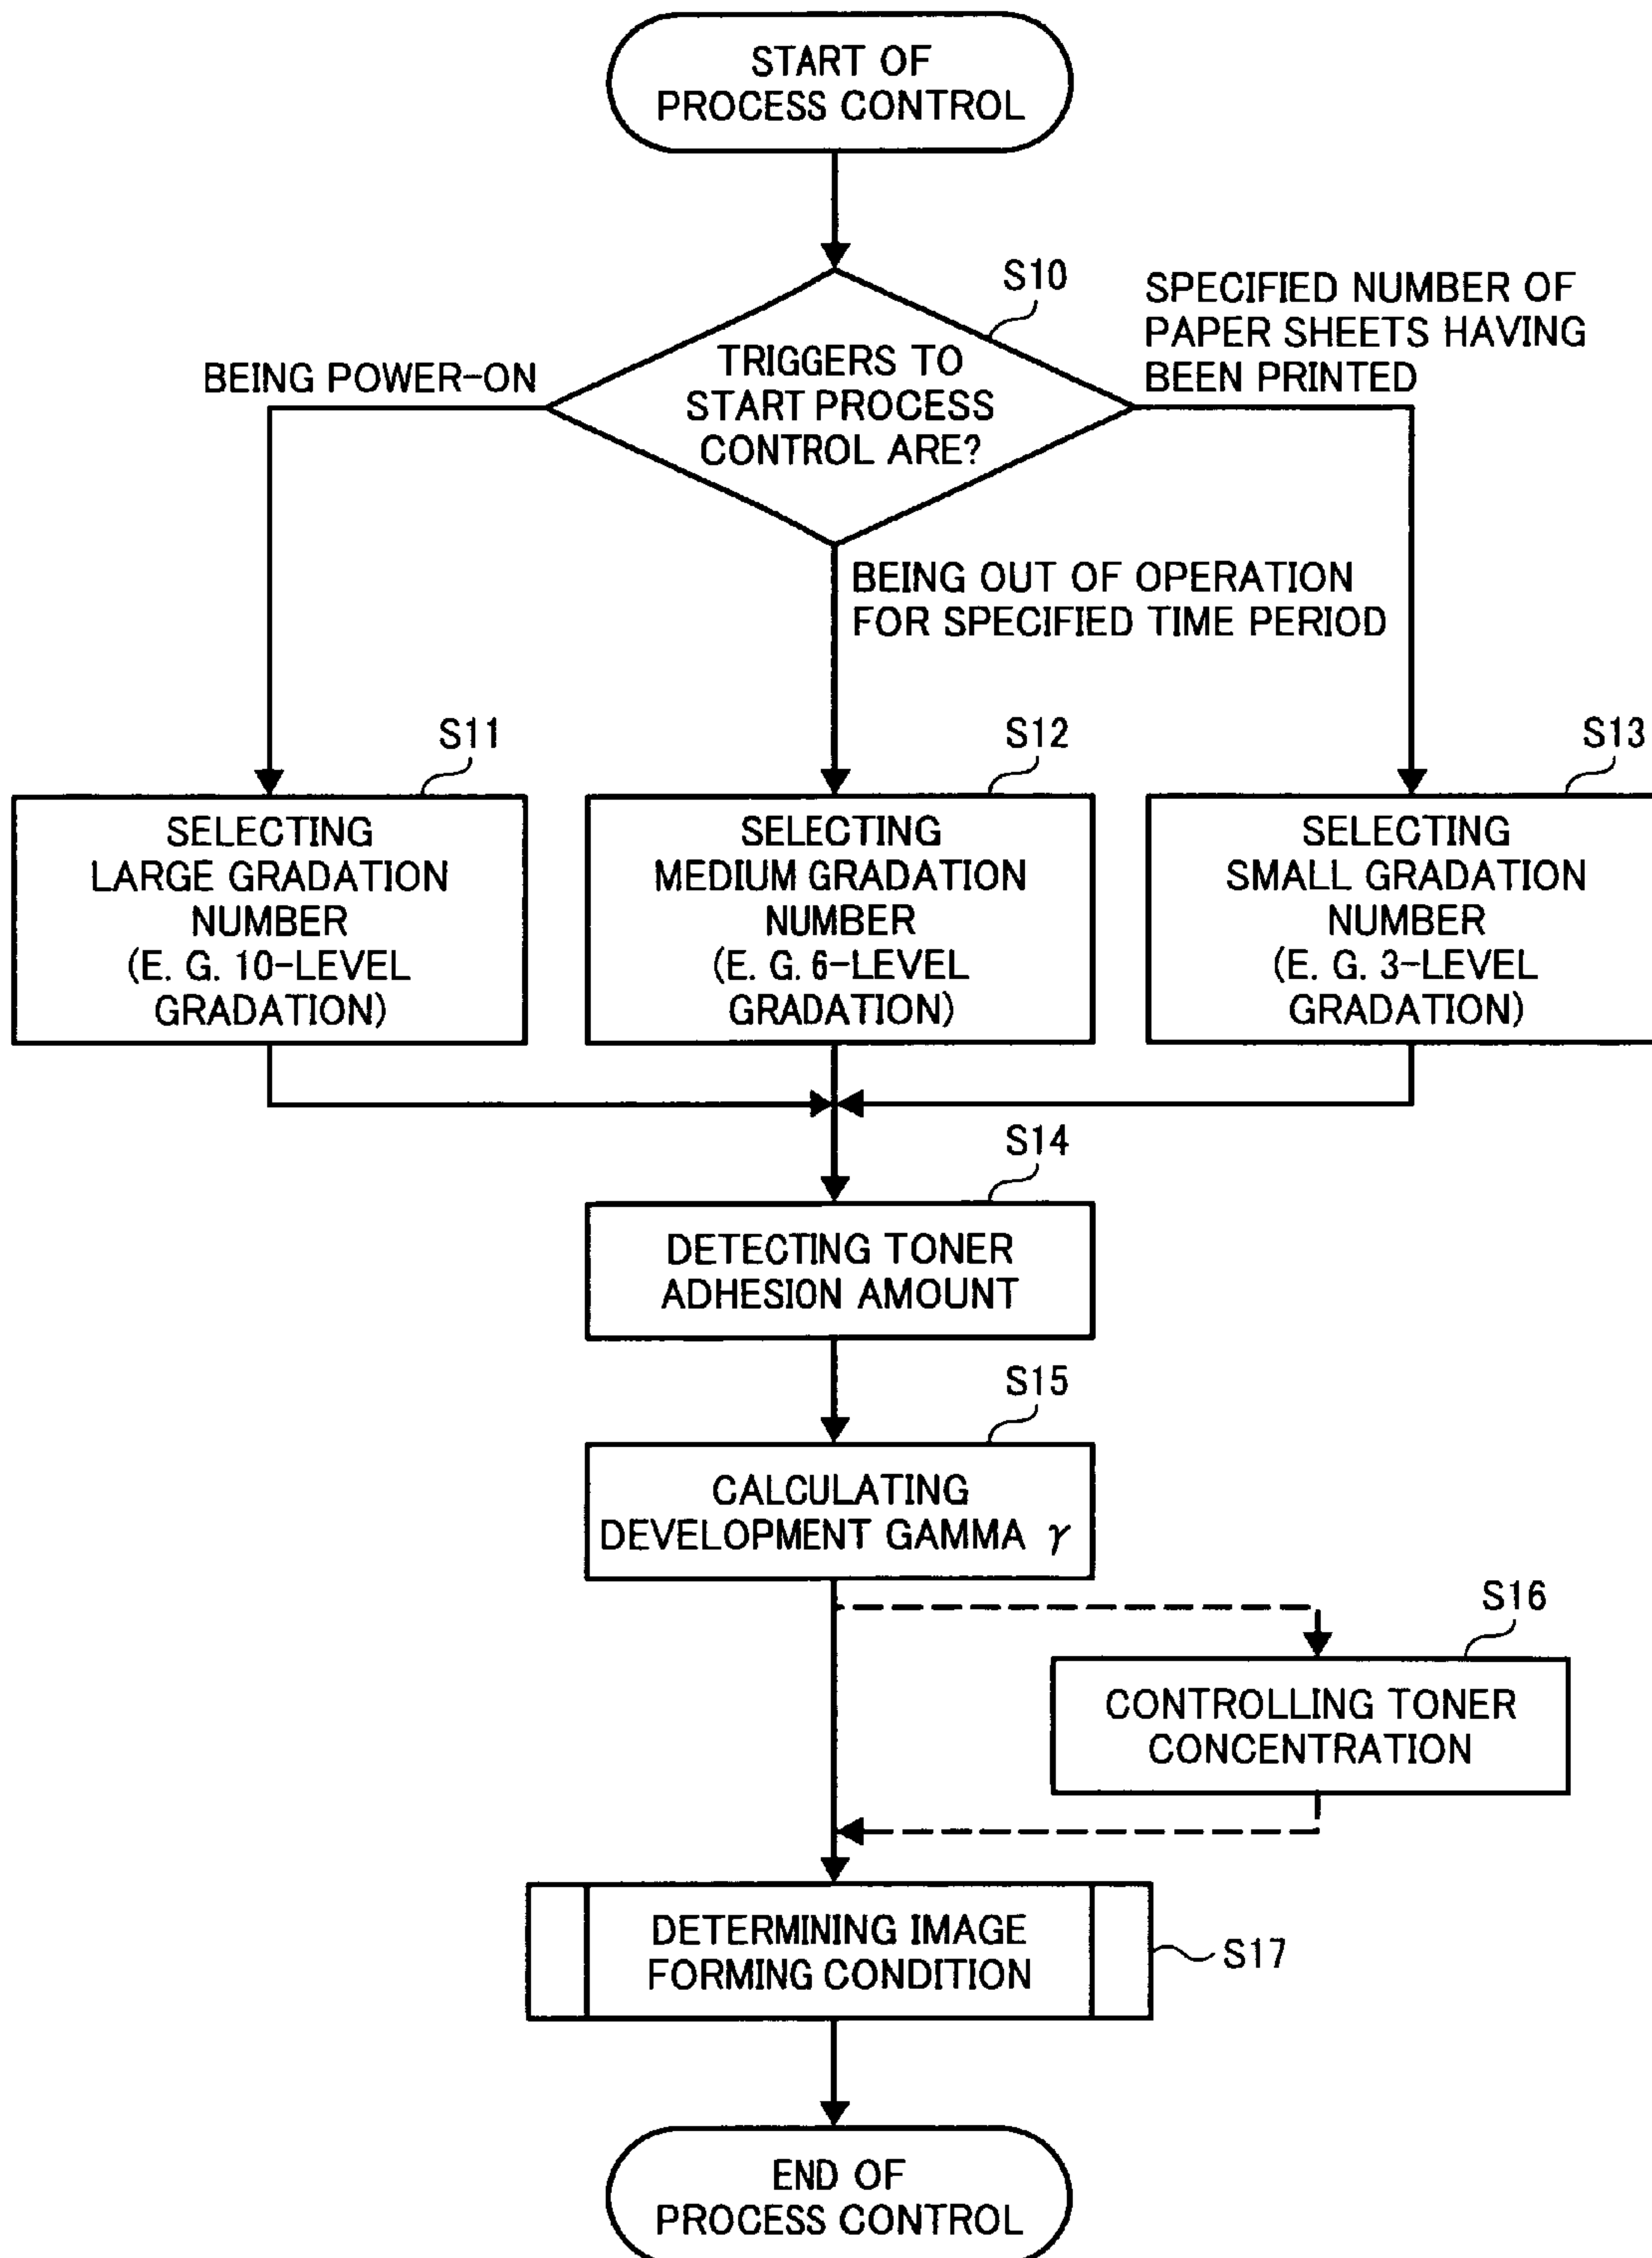 START OF
PROCESS CONTROL
S10
TRIGGERS TO
START PROCESS
CONTROL ARE?
BEING POWER-ON
SPECIFIED NUMBER OF
PAPER SHEETS HAVING
BEEN PRINTED
BEING OUT OF OPERATION
FOR SPECIFIED TIME PERIOD
S11
SELECTING
LARGE GRADATION
NUMBER
(E. G. 10-LEVEL
GRADATION)
S12
SELECTING
MEDIUM GRADATION
NUMBER
(E. G. 6-LEVEL
GRADATION)
S13
SELECTING
SMALL GRADATION
NUMBER
(E. G. 3-LEVEL
GRADATION)
S14
DETECTING TONER
ADHESION AMOUNT
S15
CALCULATING
DEVELOPMENT GAMMA γ
S16
CONTROLLING TONER
CONCENTRATION
DETERMINING IMAGE
FORMING CONDITION
S17
END OF
PROCESS CONTROL